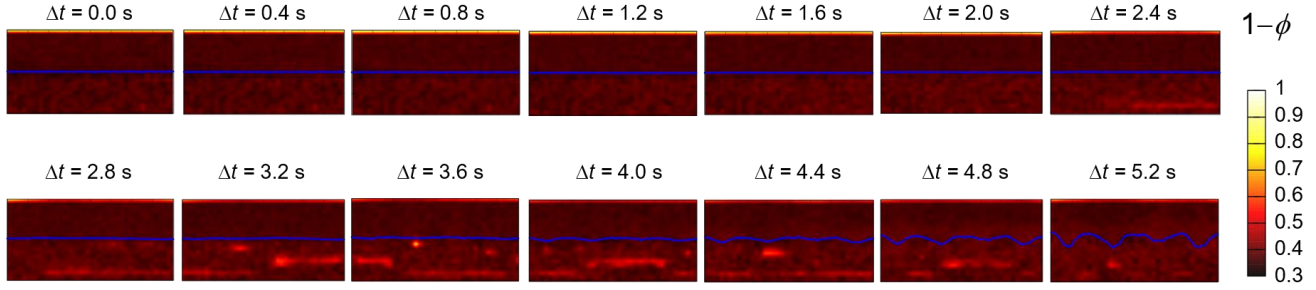 Δt = 0.0 s Δt = 0.4 s Δt = 0.8 s Δt = 1.2 s Δt = 1.6 s Δt = 2.0 s Δt = 2.4 s
1−ϕ
Δt = 2.8 s Δt = 3.2 s Δt = 3.6 s Δt = 4.0 s Δt = 4.4 s Δt = 4.8 s Δt = 5.2 s
1
0.9
0.8
0.7
0.6
0.5
0.4
0.3